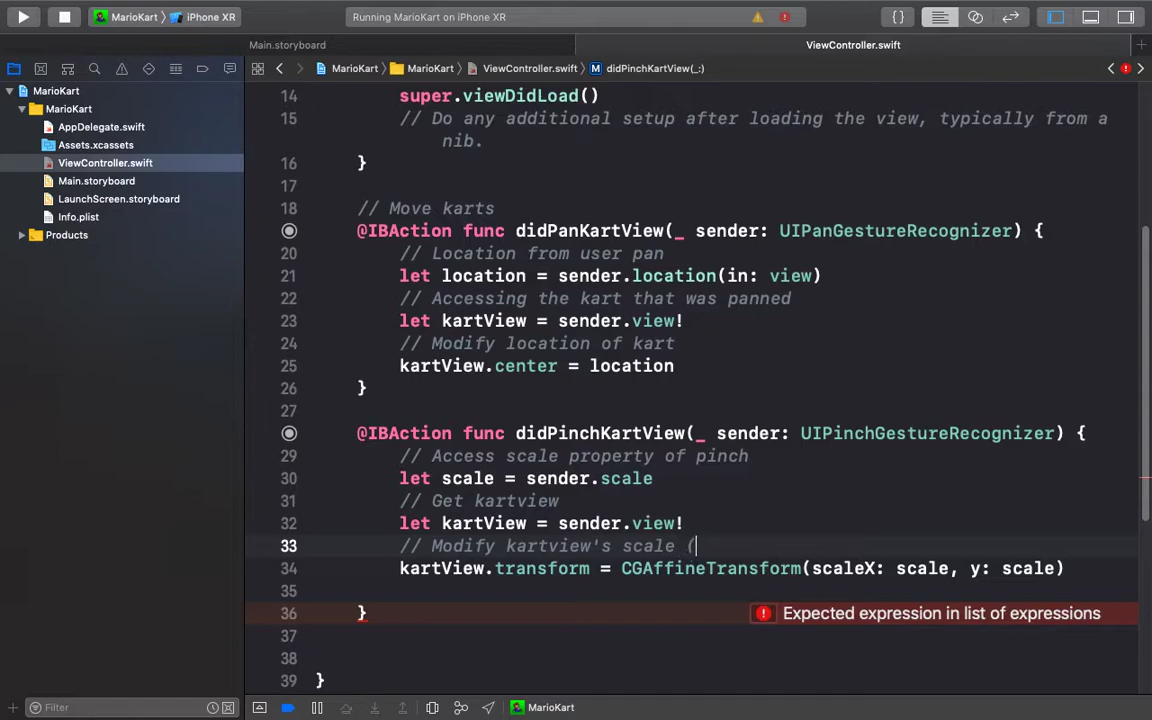 MarioKart iPhone XR
Running MarioKart on iPhone XR
Main.storyboard
ViewController.swift
MarioKart MarioKart ViewController.swift M didPinchKartView(_:)
MarioKart
MarioKart
AppDelegate.swift
Assets.xcassets
ViewController.swift
Main.storyboard
LaunchScreen.storyboard
Info.plist
Products
14 super.viewDidLoad()
15 // Do any additional setup after loading the view, typically from a
nib.
16 }
17
18 // Move karts
@IBAction func didPanKartView(_ sender: UIPanGestureRecognizer) {
20 // Location from user pan
21 let location = sender.location(in: view)
22 // Accessing the kart that was panned
23 let kartView = sender.view!
24 // Modify location of kart
25 kartView.center = location
26 }
27
@IBAction func didPinchKartView(_ sender: UIPinchGestureRecognizer) {
29 // Access scale property of pinch
30 let scale = sender.scale
31 // Get kartview
32 let kartView = sender.view!
33 // Modify kartview's scale (
34 kartView.transform = CGAffineTransform(scaleX: scale, y: scale)
35
36 } Expected expression in list of expressions
37
38
39 }
Filter
MarioKart